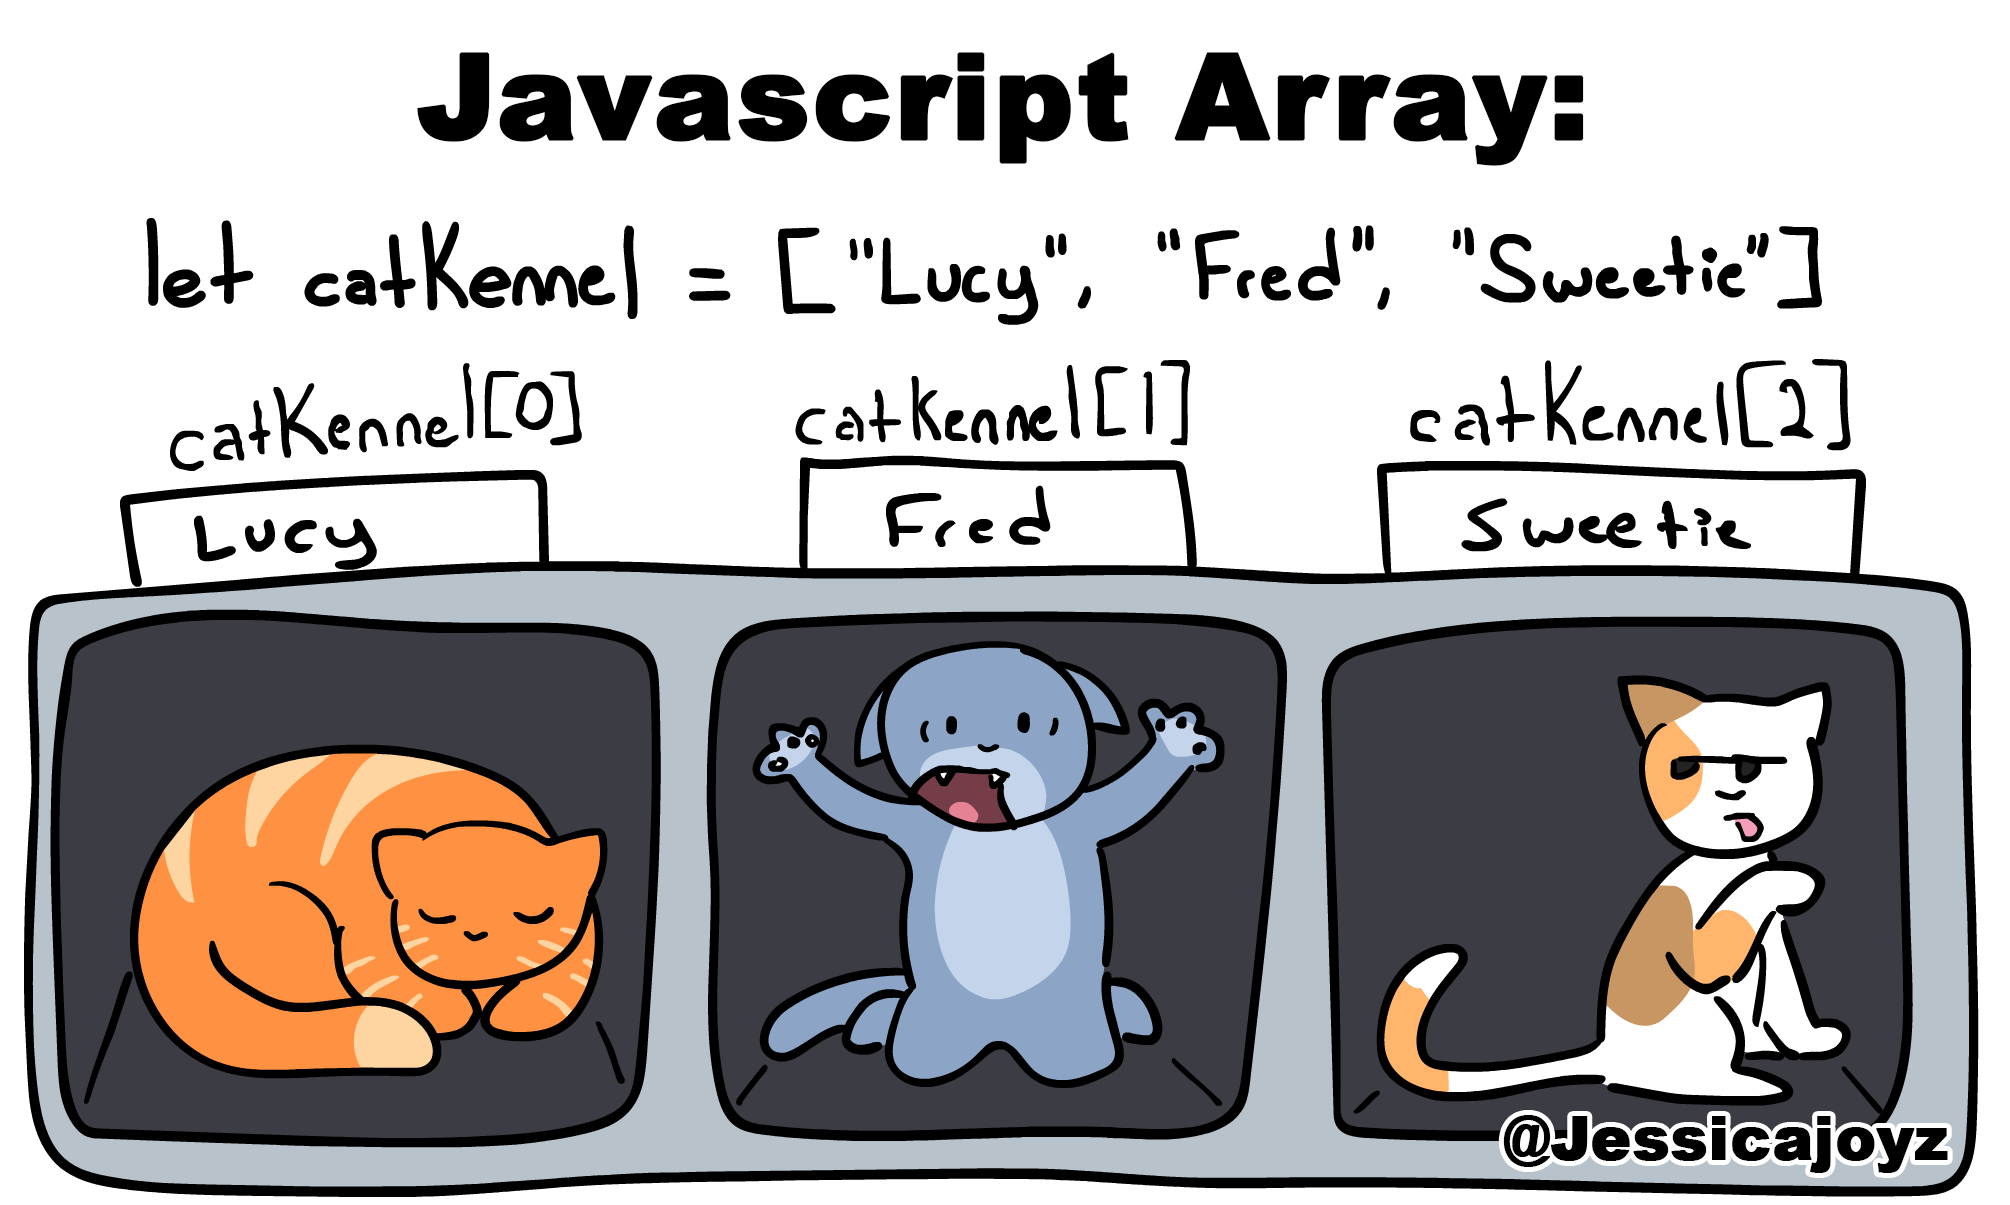 Javascript Array:
let catKennel = ["Lucy", "Fred", "Sweetie"]
catKennel[0] catKennel[1] catKennel[2]
Lucy Fred Sweetie
@Jessicajoyz